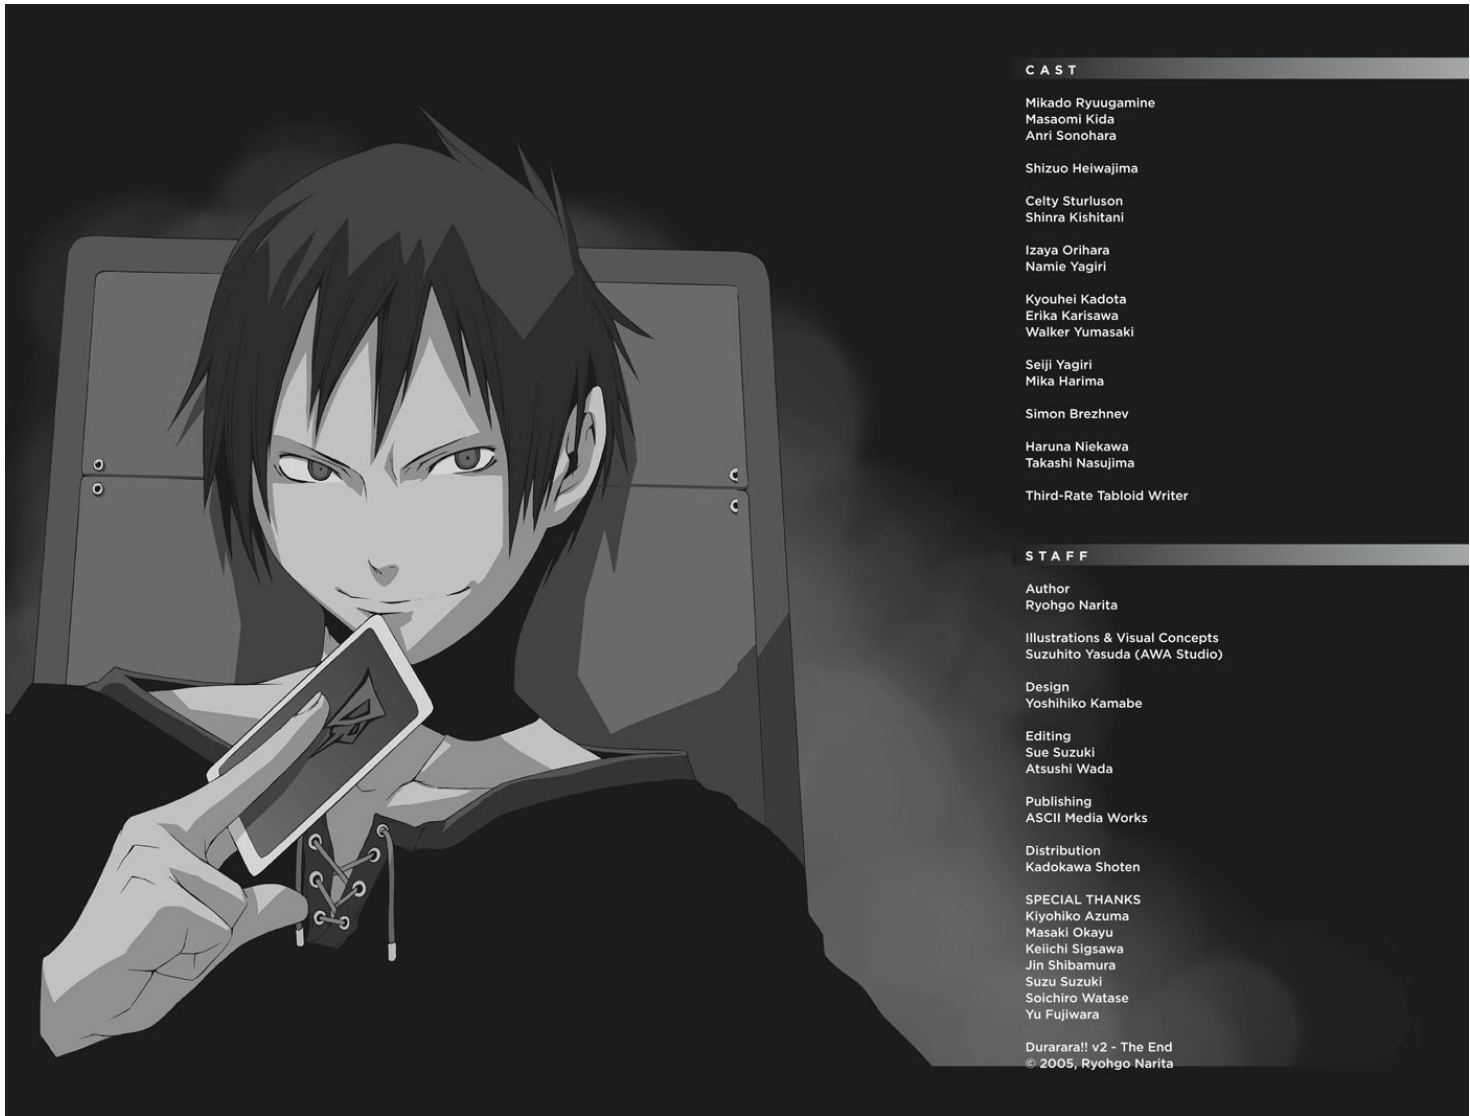 CAST
Mikado Ryuugamine
Masaomi Kida
Anri Sonohara
Shizuo Heiwajima
Celty Sturluson
Shinra Kishitani
Izaya Orihara
Namie Yagiri
Kyouhei Kadota
Erika Karisawa
Walker Yumasaki
Seiji Yagiri
Mika Harima
Simon Brezhnev
Haruna Niekawa
Takashi Nasujima
Third-Rate Tabloid Writer
STAFF
Author
Ryohgo Narita
Illustrations & Visual Concepts
Suzuhito Yasuda (AWA Studio)
Design
Yoshihiko Kamabe
Editing
Sue Suzuki
Atsushi Wada
Publishing
ASCII Media Works
Distribution
Kadokawa Shoten
SPECIAL THANKS
Kiyohiko Azuma
Masaki Okayu
Keiichi Sigsawa
Jin Shibamura
Suzu Suzuki
Soichiro Watase
Yu Fujiwara
Durarara!! v2 - The End
© 2005, Ryohgo Narita